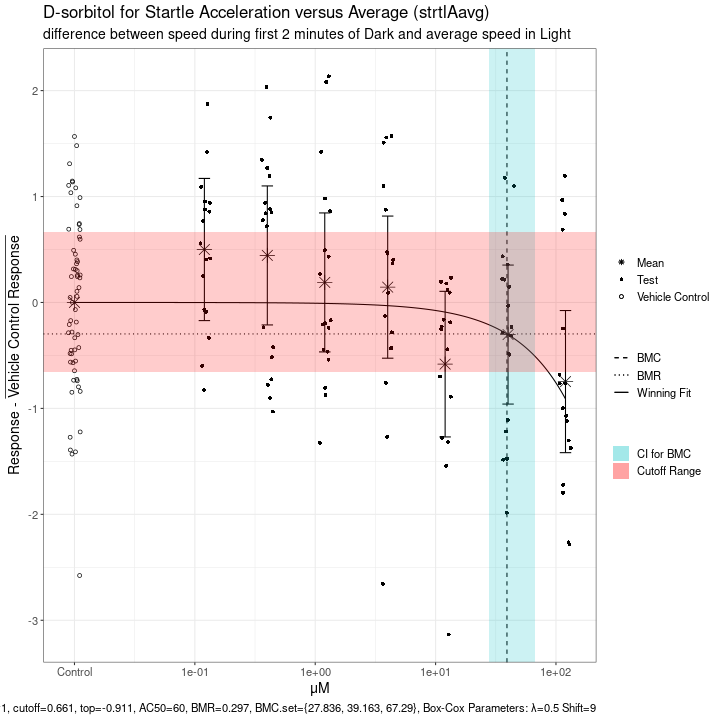 D-sorbitol for Startle Acceleration versus Average (strtlAavg)
difference between speed during first 2 minutes of Dark and average speed in Light
Response - Vehicle Control Response
2
1
0
-1
-2
-3
Control
1e-01
1e+00
1e+01
1e+02
μM
Mean
Test
Vehicle Control
BMC
BMR
Winning Fit
CI for BMC
Cutoff Range
1, cutoff=0.661, top=-0.911, AC50=60, BMR=0.297, BMC.set={27.836, 39.163, 67.29}, Box-Cox Parameters: λ=0.5 Shift=9